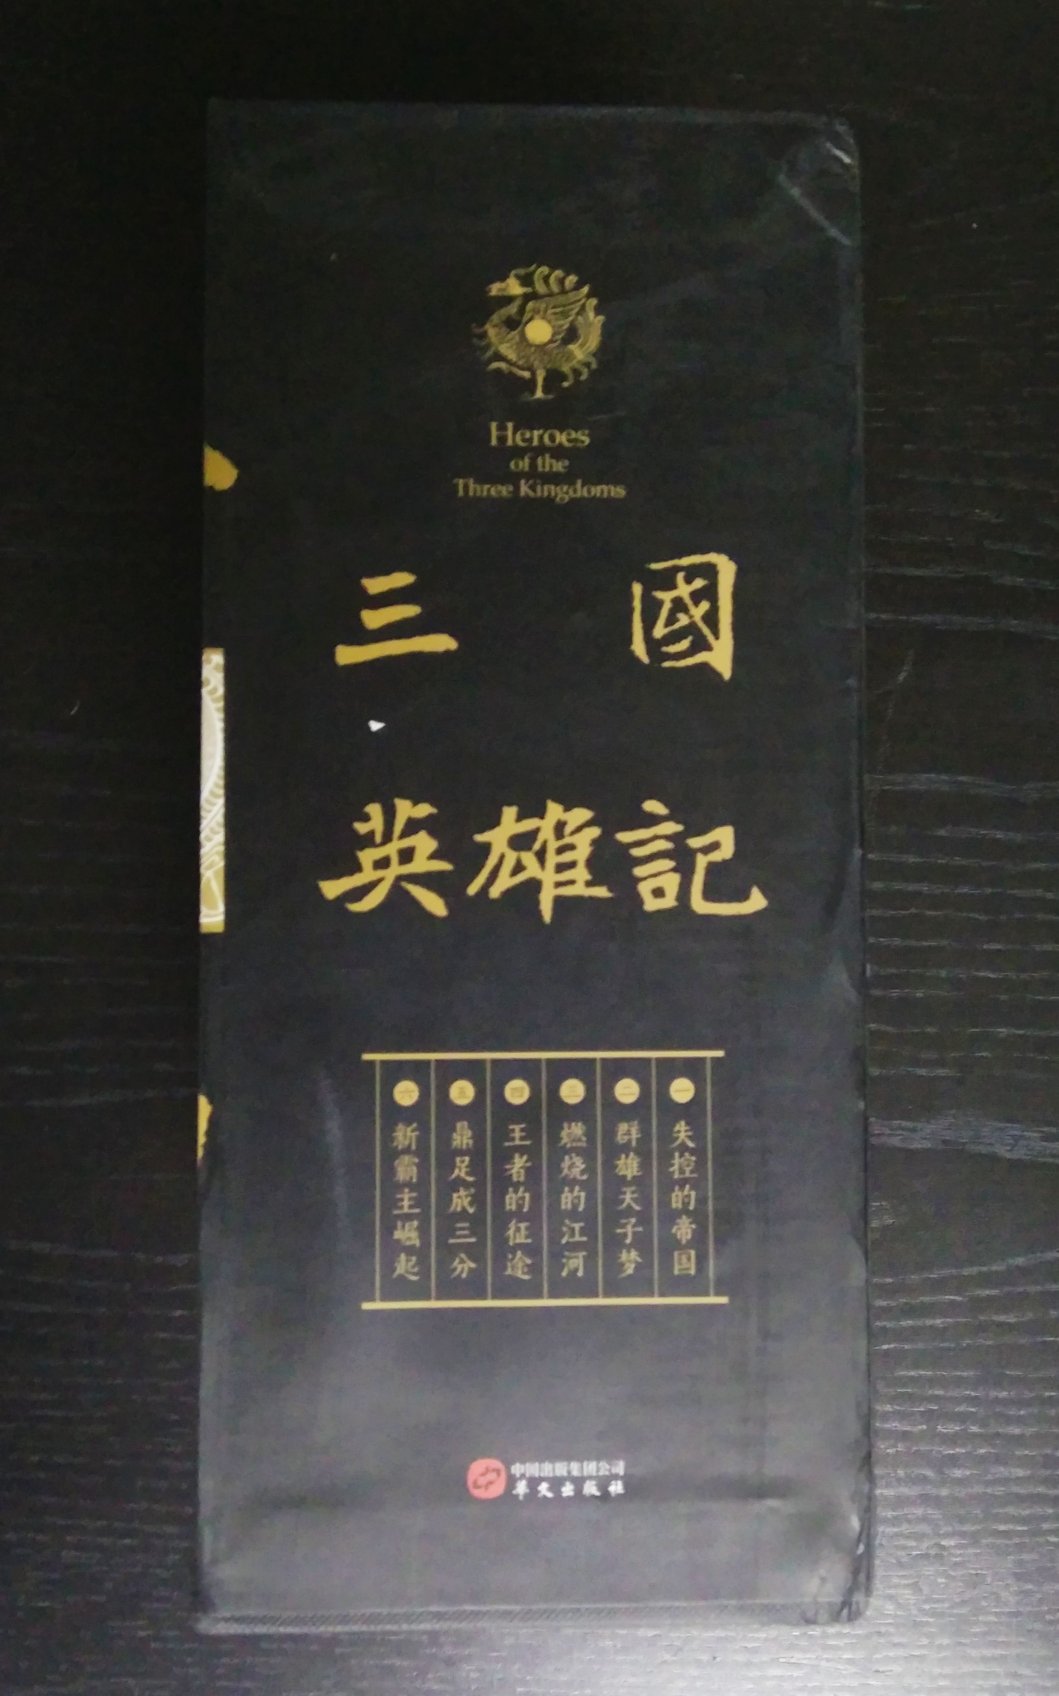 Heroes
of the
Three Kingdoms
三國
英雄記
一 失控的帝国
二 群雄天子梦
三 燃烧的江河
四 王者的征途
五 鼎足成三分
六 新霸主崛起
中国出版集团公司
华文出版社